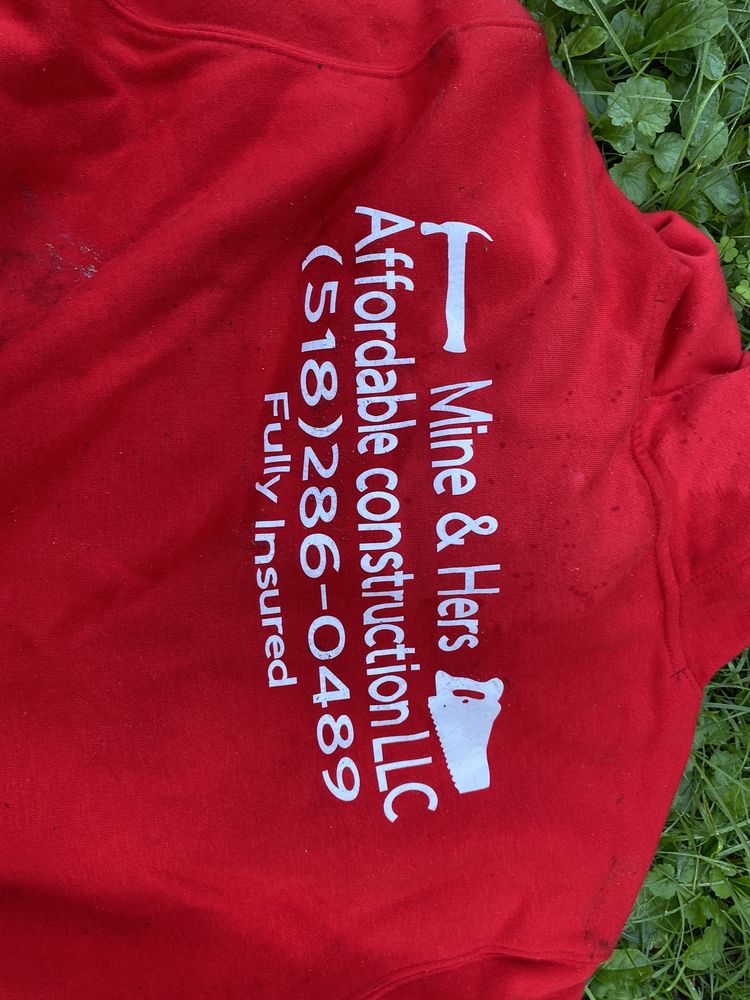 Mine & Hers
Affordable construction LLC
(518)286-0489
Fully Insured